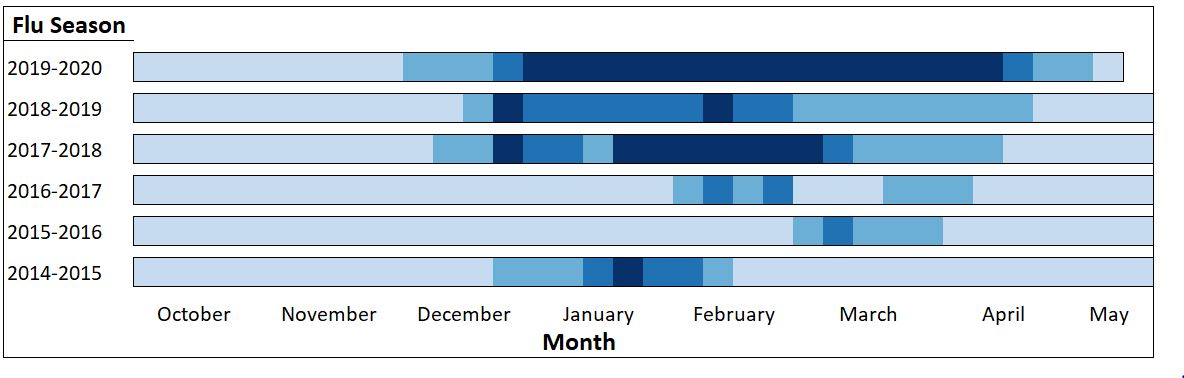 Flu Season
2019-2020
2018-2019
2017-2018
2016-2017
2015-2016
2014-2015
October November December January February March April May
Month